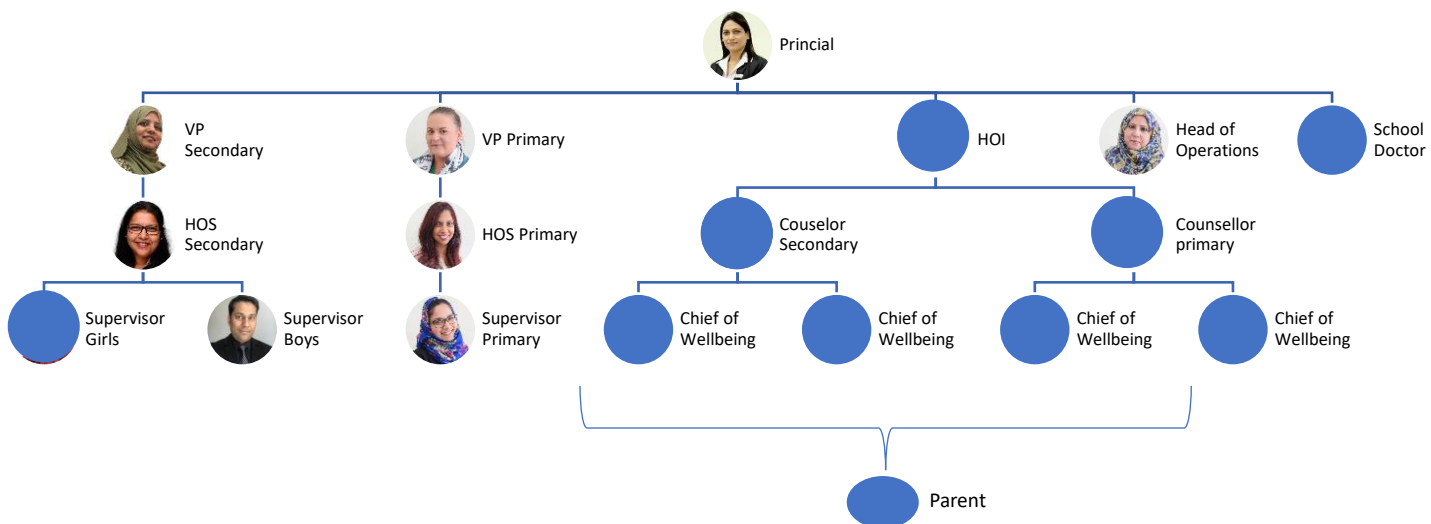 Princial
VP
Secondary
VP Primary
HOI
Head of
Operations
School
Doctor
HOS
Secondary
HOS Primary
Couselor
Secondary
Counsellor
primary
Supervisor
Girls
Supervisor
Boys
Supervisor
Primary
Chief of
Wellbeing
Chief of
Wellbeing
Chief of
Wellbeing
Chief of
Wellbeing
Parent